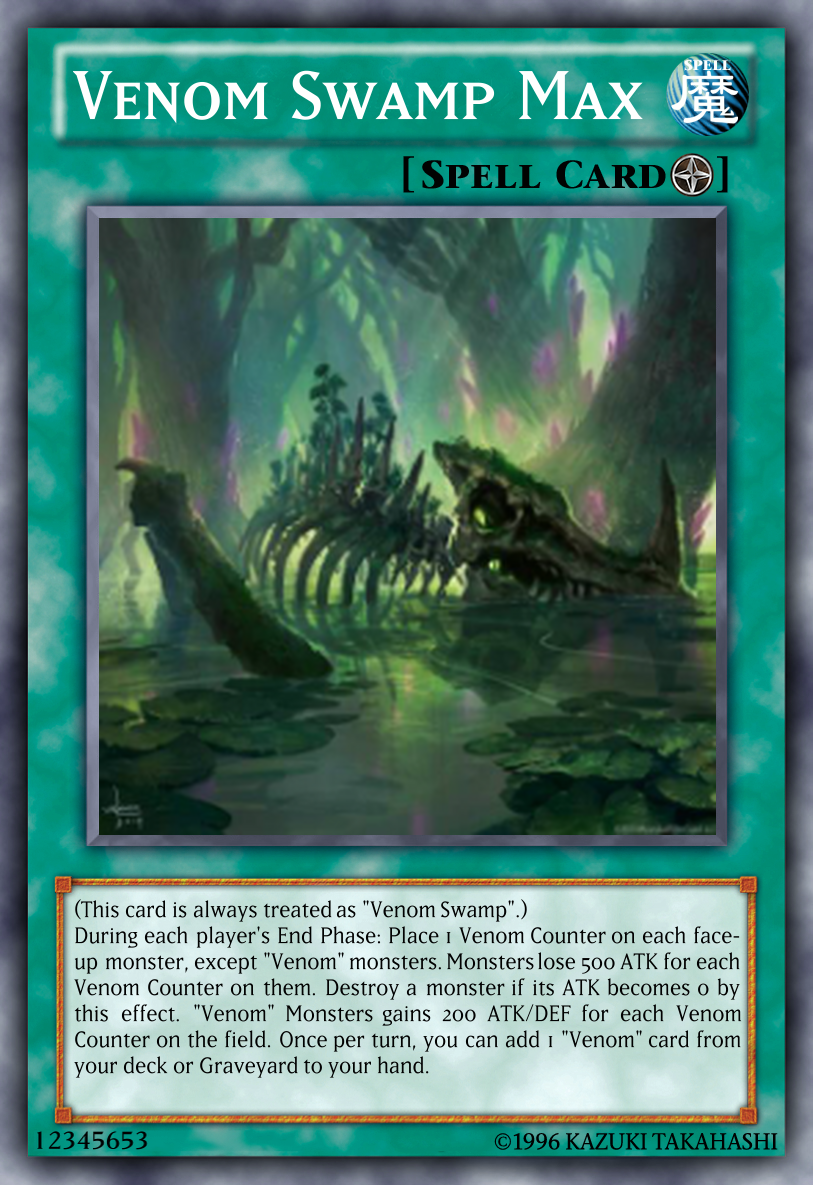 Venom Swamp Max
SPELL
魔
[Spell Card]
(This card is always treated as "Venom Swamp".)
During each player's End Phase: Place 1 Venom Counter on each face-
up monster, except "Venom" monsters. Monsters lose 500 ATK for each
Venom Counter on them. Destroy a monster if its ATK becomes 0 by
this effect. "Venom" Monsters gains 200 ATK/DEF for each Venom
Counter on the field. Once per turn, you can add 1 "Venom" card from
your deck or Graveyard to your hand.
12345653
©1996 KAZUKI TAKAHASHI